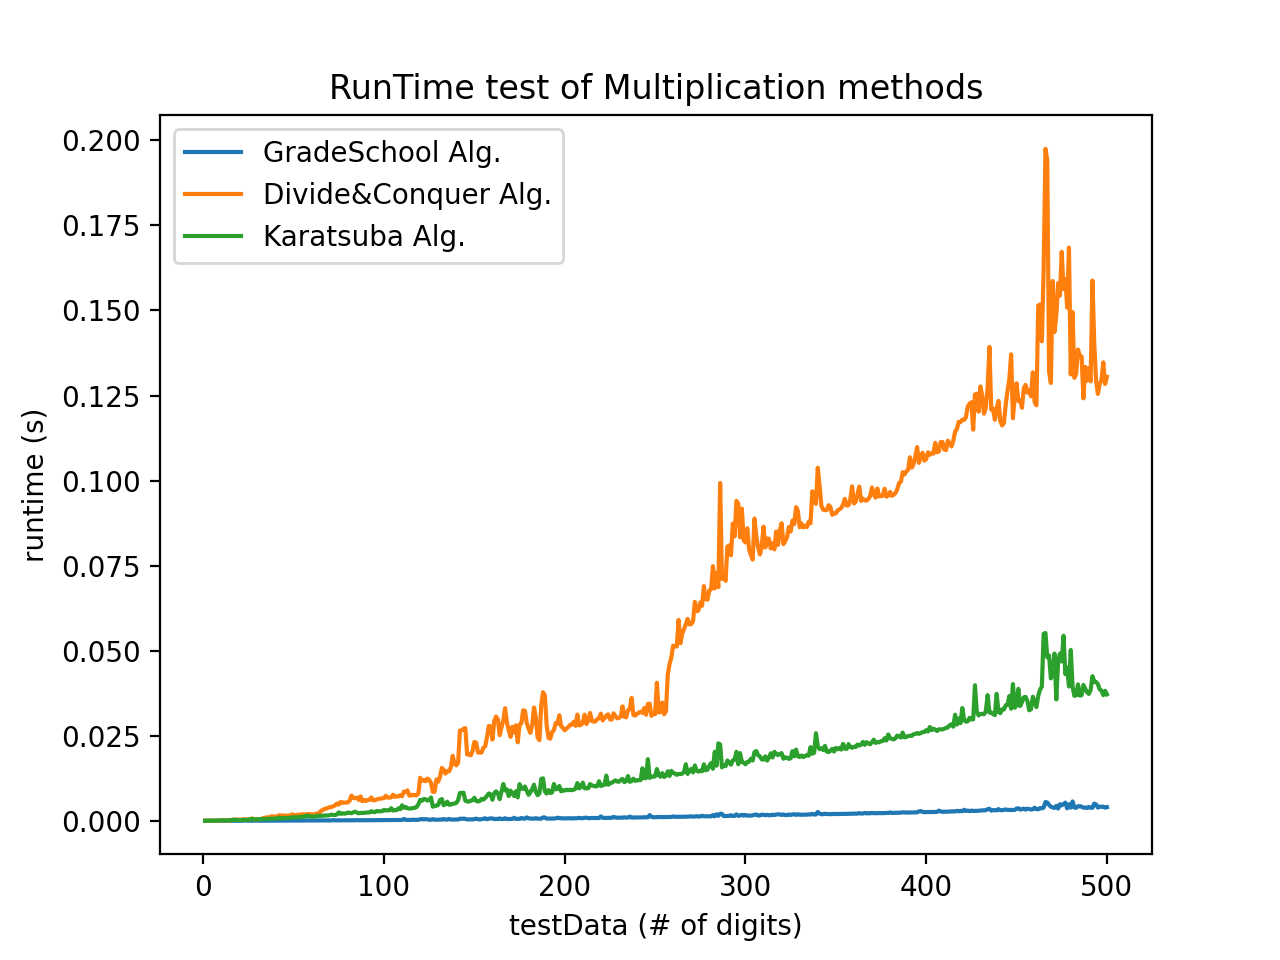 RunTime test of Multiplication methods
GradeSchool Alg.
Divide&Conquer Alg.
Karatsuba Alg.
0.200
0.175
0.150
0.125
0.100
0.075
0.050
0.025
0.000
runtime (s)
0 100 200 300 400 500
testData (# of digits)